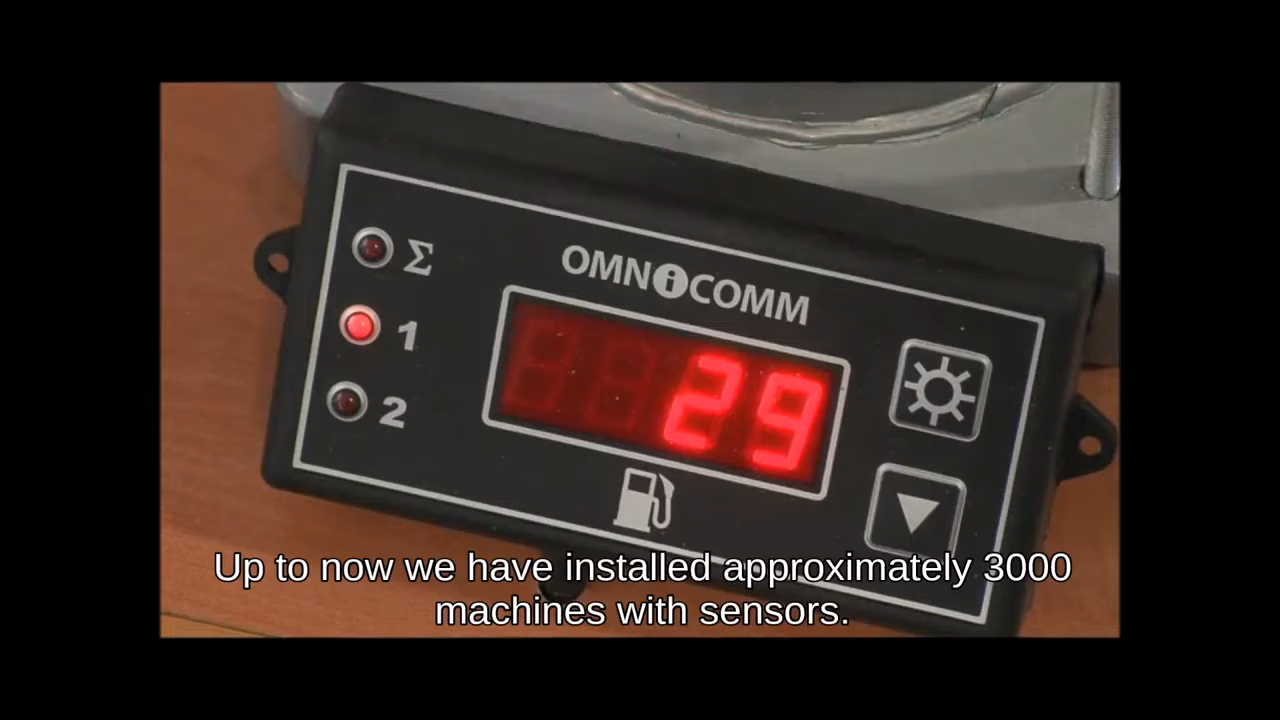 Σ
OMNiCOMM
1
29
2
Up to now we have installed approximately 3000
machines with sensors.